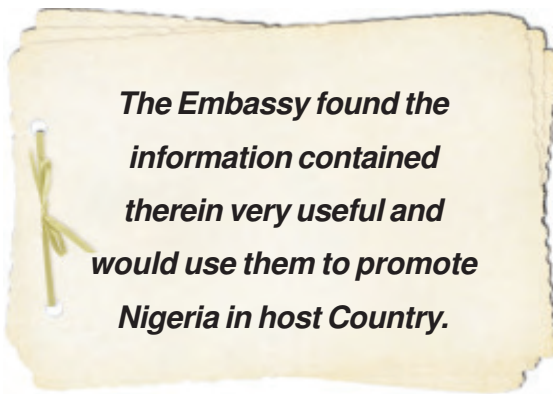 The Embassy found the
information contained
therein very useful and
would use them to promote
Nigeria in host Country.